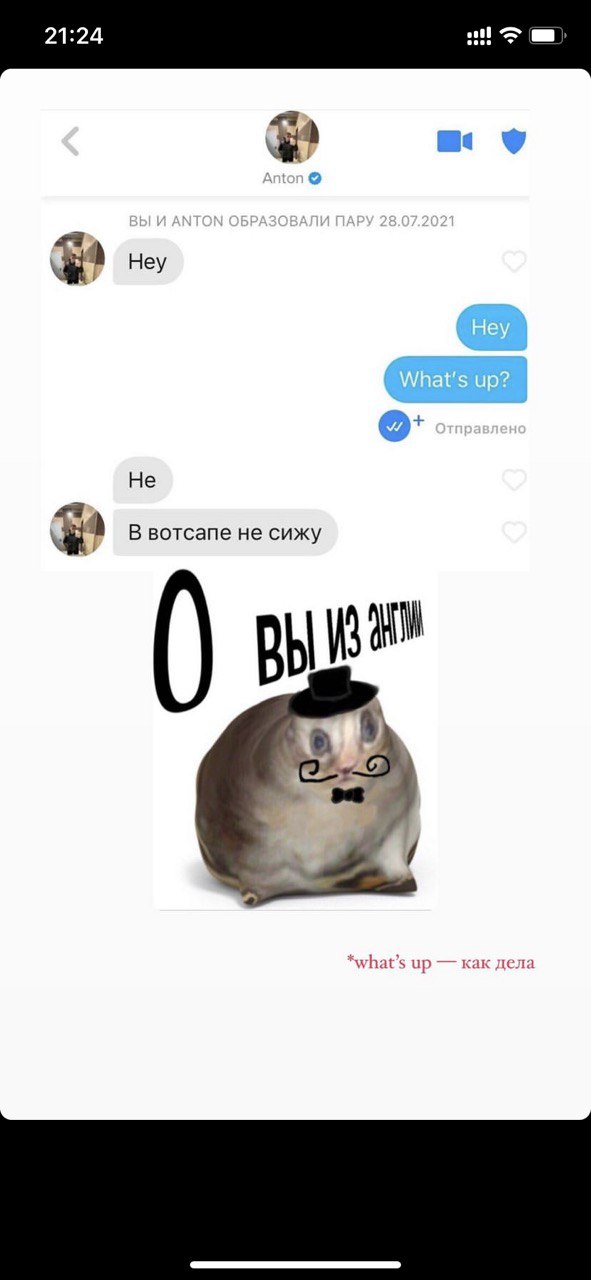 21:24
Anton
ВЫ И ANTON ОБРАЗОВАЛИ ПАРУ 28.07.2021
Hey
Hey
What's up?
Отправлено
Не
В вотсапе не сижу
О вы из англии
*what's up — как дела